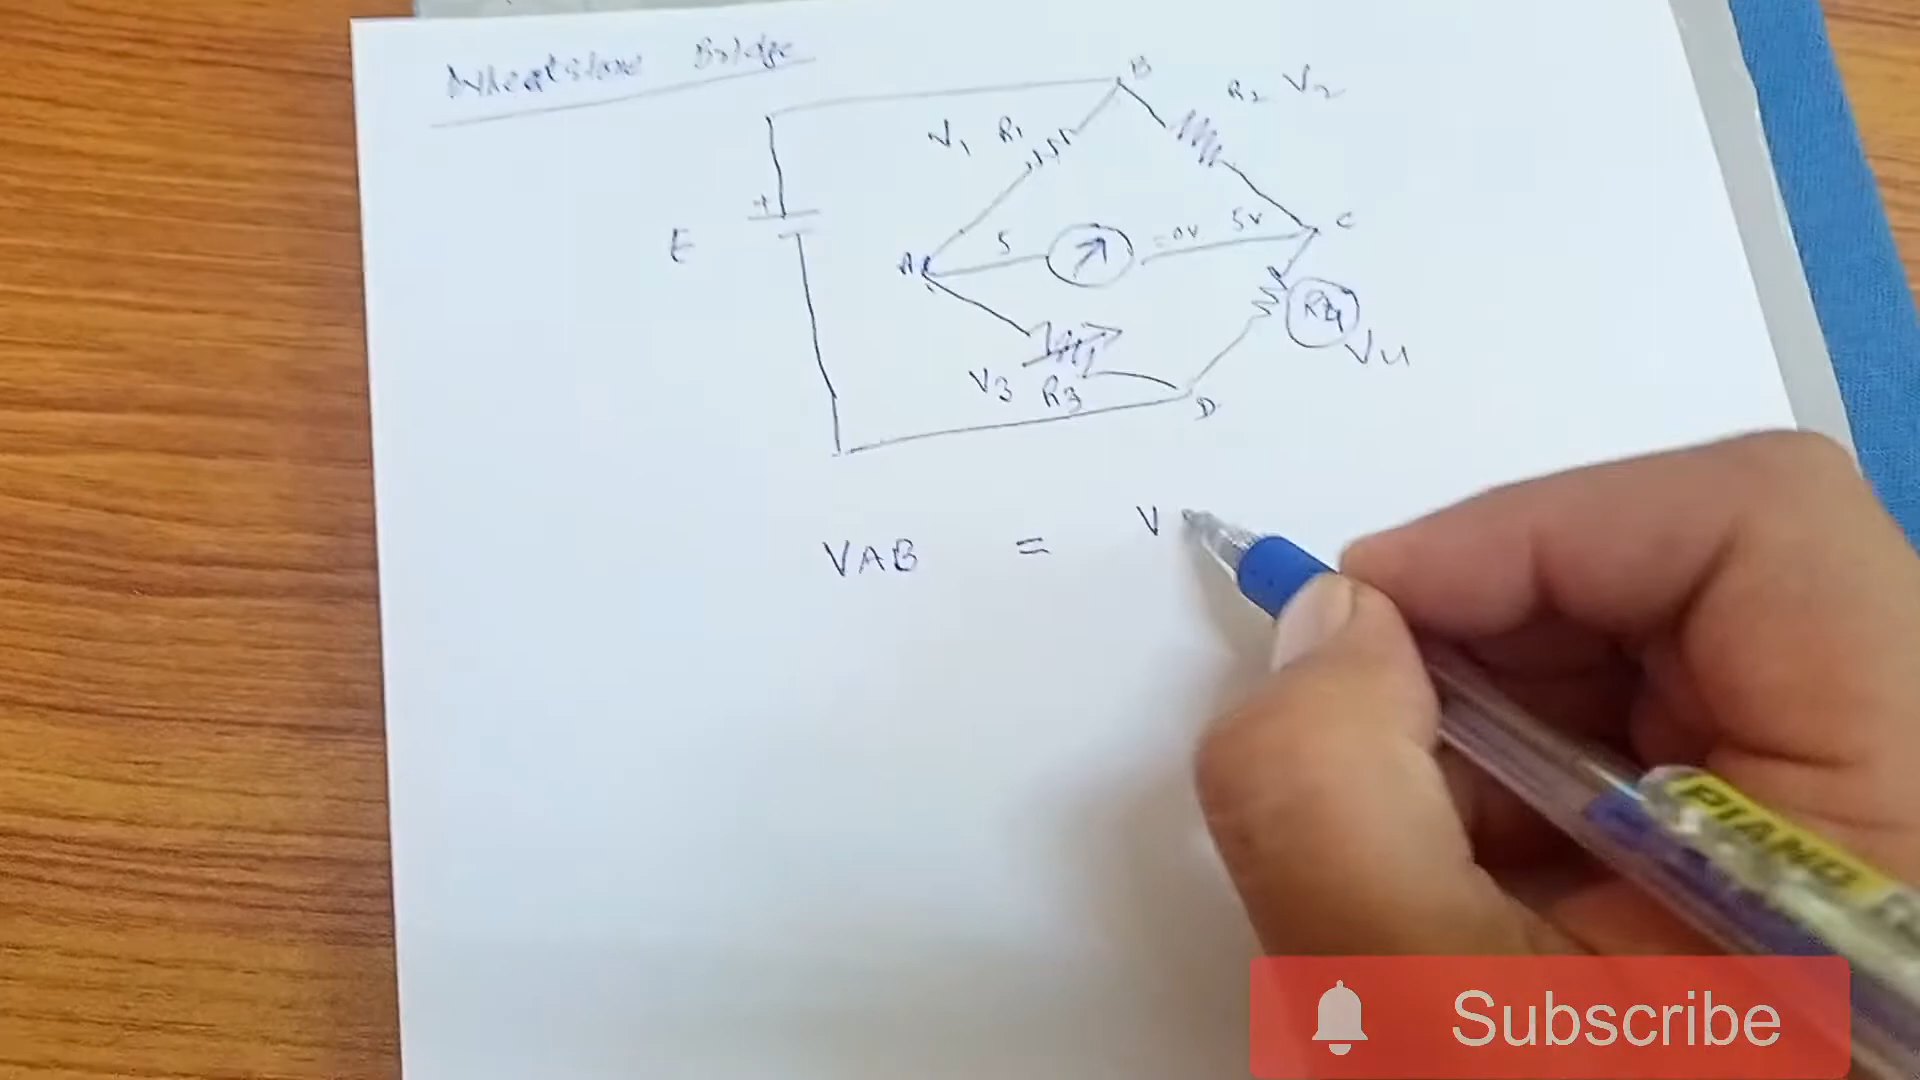 Wheatstone Bridge
B
R2 V2
V1 R1
+
E
A
5
=0V
5V
C
R4
V4
V3 R3
D
VAB = V
PIANO
Subscribe